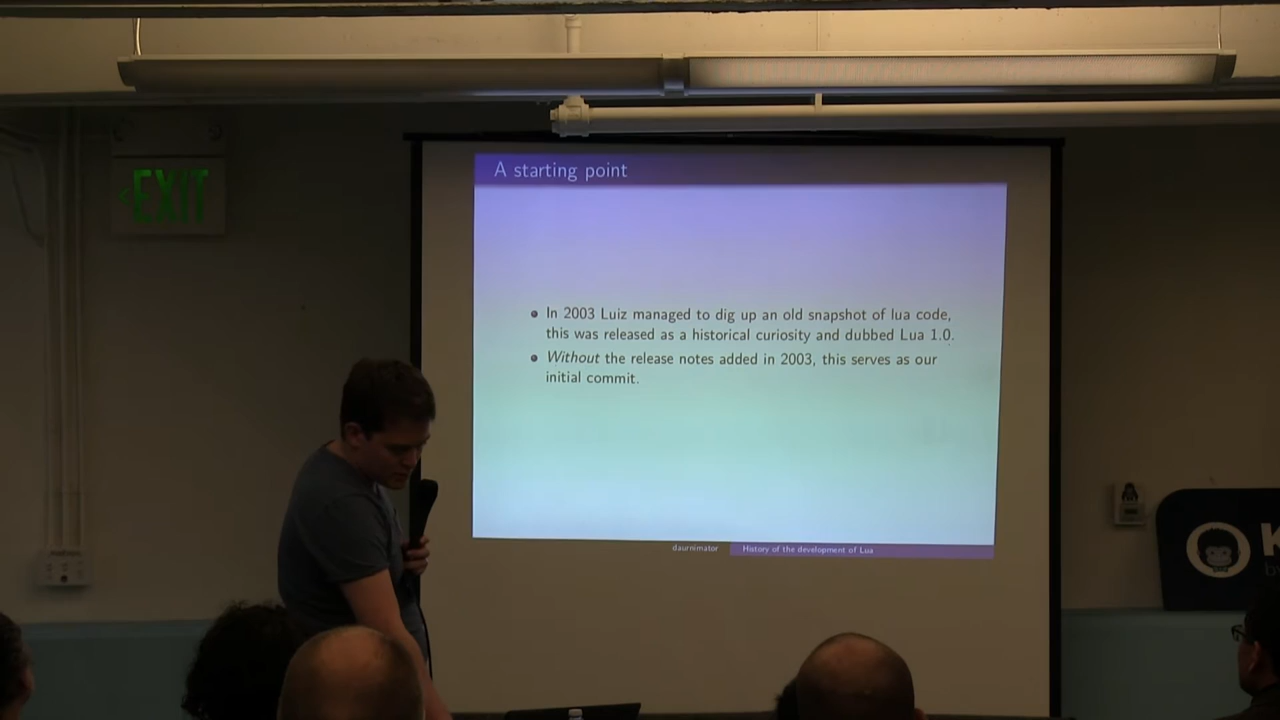 EXIT
A starting point
In 2003 Luiz managed to dig up an old snapshot of lua code,
this was released as a historical curiosity and dubbed Lua 1.0.
Without the release notes added in 2003, this serves as our
initial commit.
daurnimator
History of the development of Lua
K